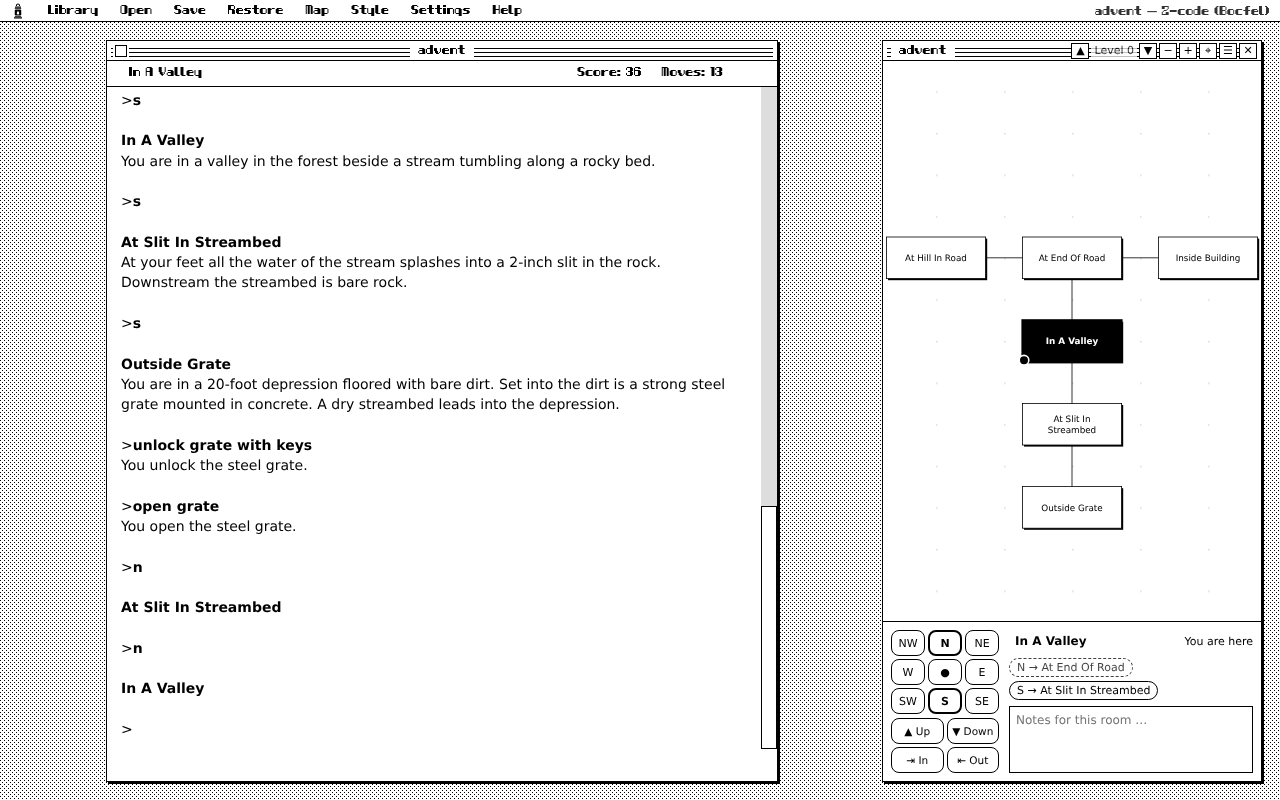 Library Open Save Restore Map Style Settings Help
advent — Z-code (Bocfel)
advent
In A Valley Score: 36 Moves: 13
>s
In A Valley
You are in a valley in the forest beside a stream tumbling along a rocky bed.
>s
At Slit In Streambed
At your feet all the water of the stream splashes into a 2-inch slit in the rock.
Downstream the streambed is bare rock.
>s
Outside Grate
You are in a 20-foot depression floored with bare dirt. Set into the dirt is a strong steel
grate mounted in concrete. A dry streambed leads into the depression.
>unlock grate with keys
You unlock the steel grate.
>open grate
You open the steel grate.
>n
At Slit In Streambed
>n
In A Valley
>
advent ▲ Level 0 ▼ − + ⌖ ☰ ✕
At Hill In Road At End Of Road Inside Building
In A Valley
At Slit In
Streambed
Outside Grate
NW N NE
W ● E
SW S SE
▲ Up ▼ Down
⇥ In ⇤ Out
In A Valley You are here
N → At End Of Road
S → At Slit In Streambed
Notes for this room …